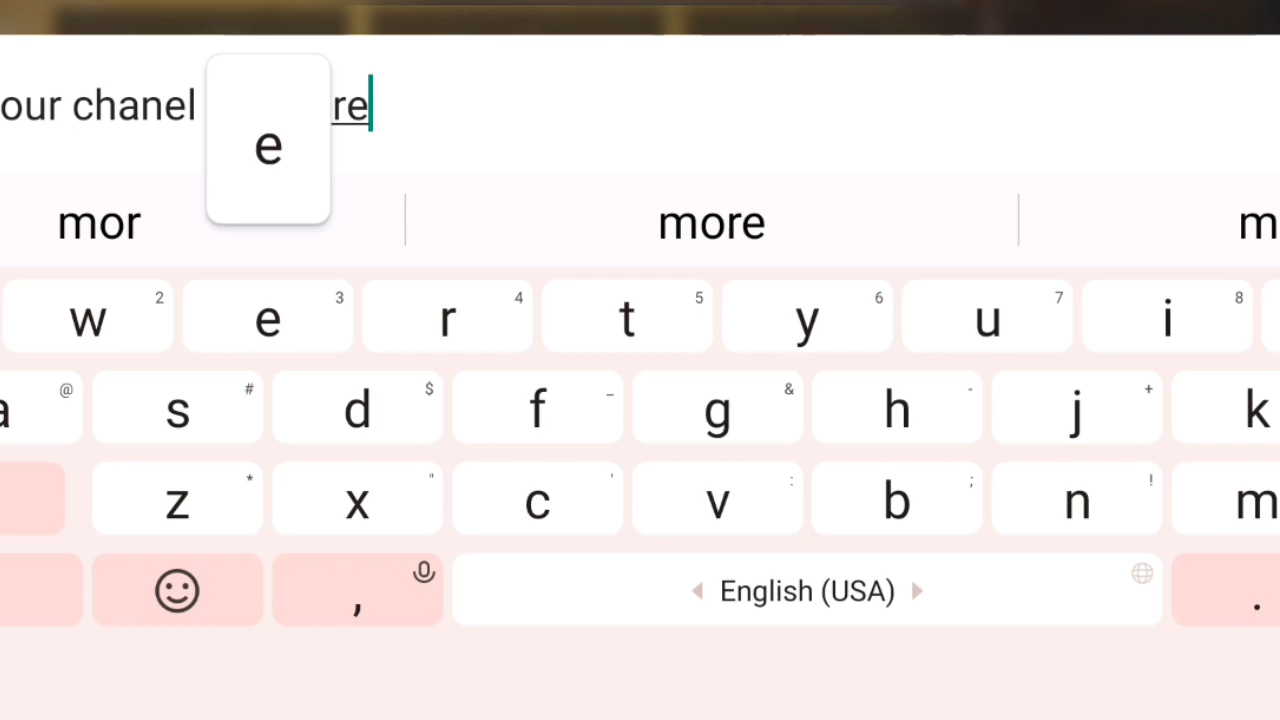 our chanel re
e
mor more m
w 2 e 3 r 4 t 5 y 6 u 7 i 8
a @ s # d $ f _ g & h - j + k
z * x " c ' v : b ; n ! m
, English (USA) .